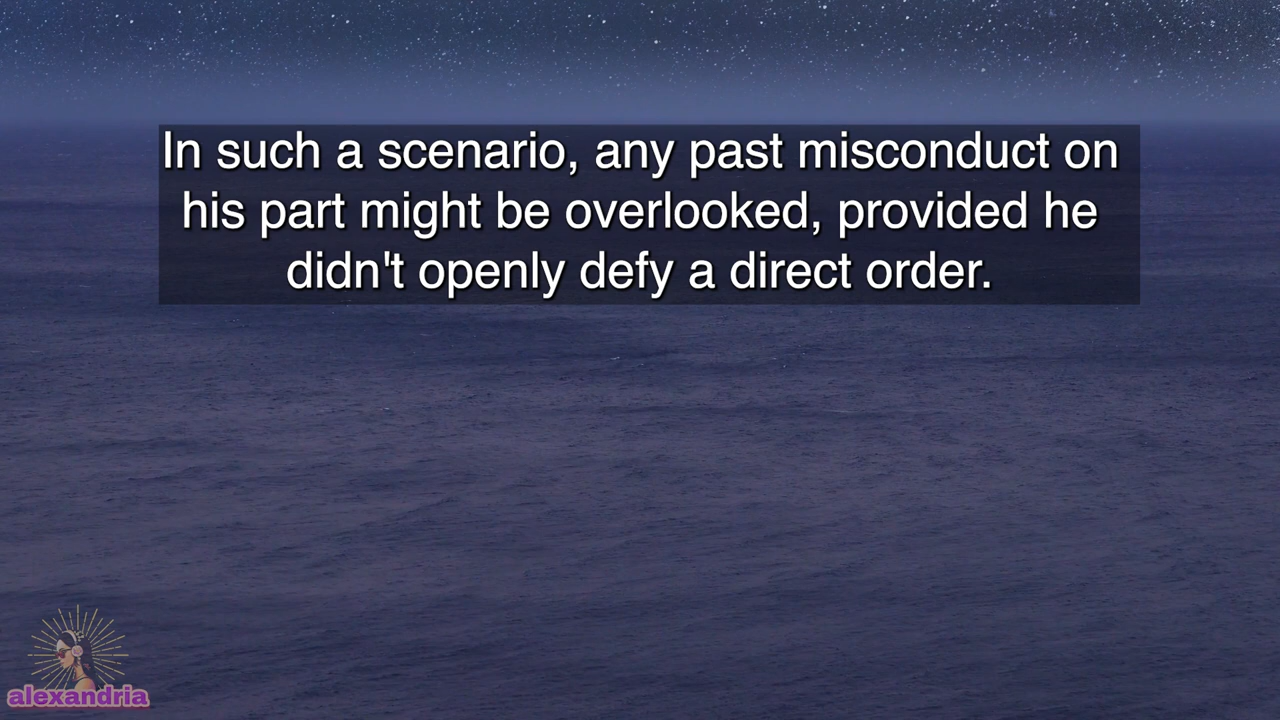 In such a scenario, any past misconduct on
his part might be overlooked, provided he
didn't openly defy a direct order.
alexandria